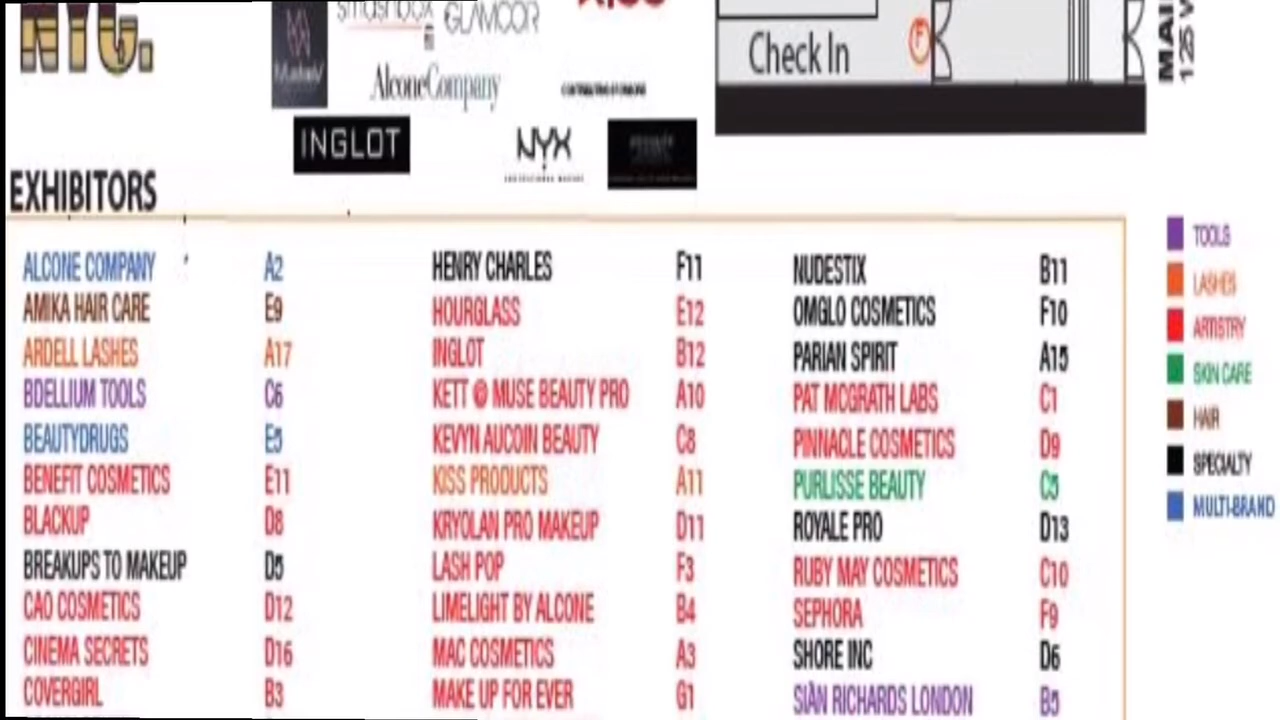 NYC.
smashbox GLAMCOR
AlconeCompany
INGLOT NYX
Check In
F
EXHIBITORS
ALCONE COMPANY A2
AMIKA HAIR CARE E9
ARDELL LASHES A17
BDELLIUM TOOLS C6
BEAUTYDRUGS E5
BENEFIT COSMETICS E11
BLACKUP D8
BREAKUPS TO MAKEUP D5
CAO COSMETICS D12
CINEMA SECRETS D16
COVERGIRL B3
HENRY CHARLES F11
HOURGLASS E12
INGLOT B12
KETT @ MUSE BEAUTY PRO A10
KEVYN AUCOIN BEAUTY C8
KISS PRODUCTS A11
KRYOLAN PRO MAKEUP D11
LASH POP F3
LIMELIGHT BY ALCONE B4
MAC COSMETICS A3
MAKE UP FOR EVER G1
NUDESTIX B11
OMGLO COSMETICS F10
PARIAN SPIRIT A15
PAT MCGRATH LABS C1
PINNACLE COSMETICS D9
PURLISSE BEAUTY C5
ROYALE PRO D13
RUBY MAY COSMETICS C10
SEPHORA F9
SHORE INC D6
SIÂN RICHARDS LONDON B5
TOOLS
LASHES
ARTISTRY
SKIN CARE
HAIR
SPECIALTY
MULTI-BRAND